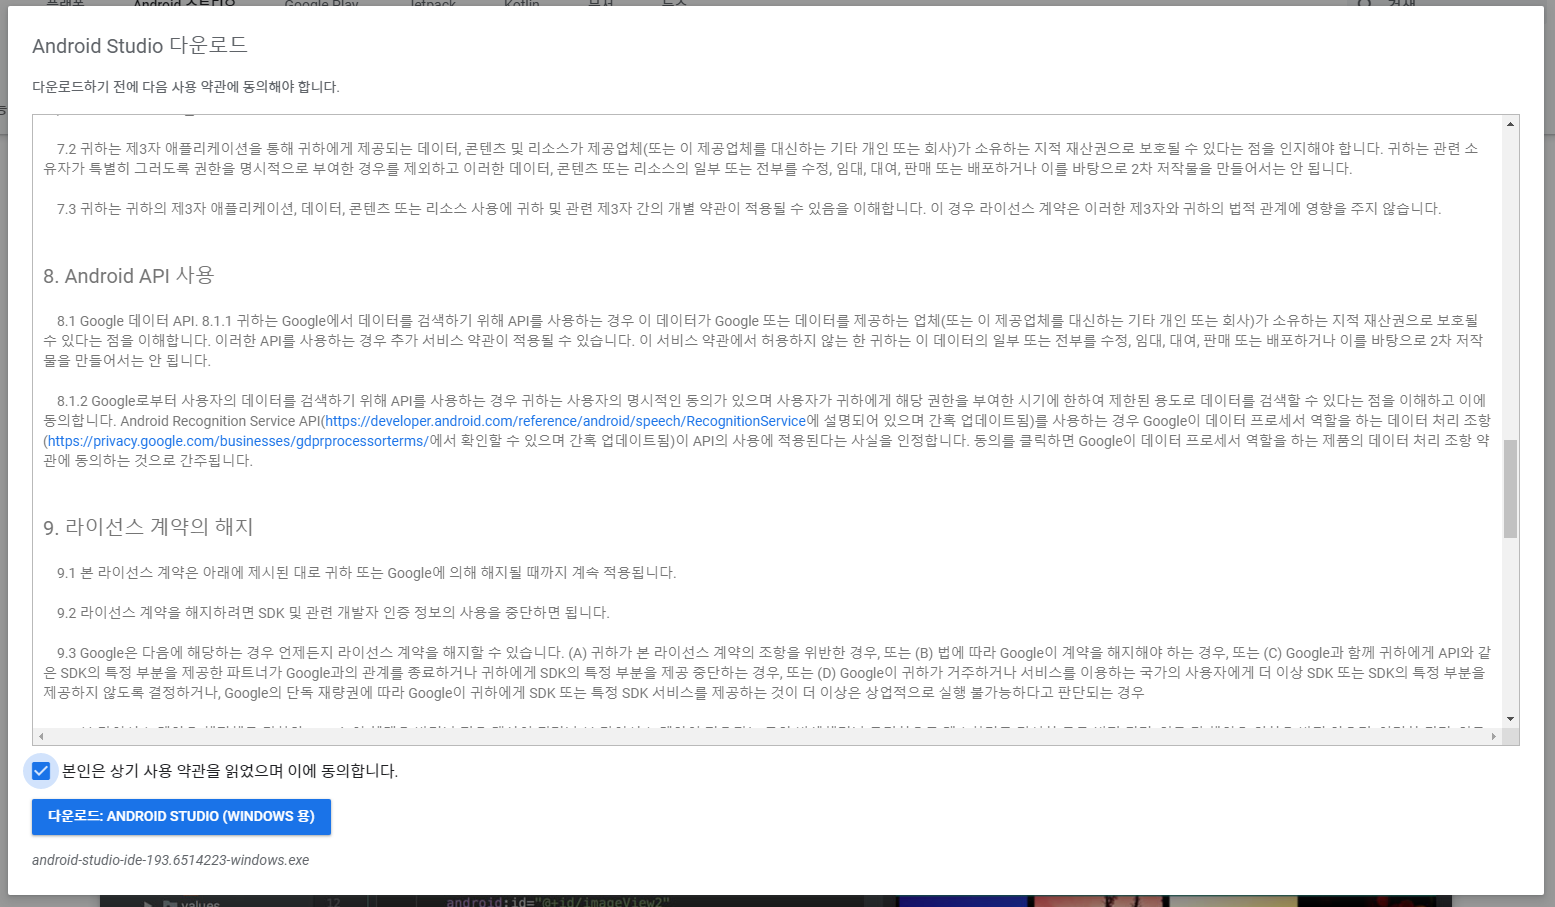 Android 스튜디오
Google Play
Jetpack
Kotlin
문서
뉴스
검색
Android Studio 다운로드
다운로드하기 전에 다음 사용 약관에 동의해야 합니다.
7.2 귀하는 제3자 애플리케이션을 통해 귀하에게 제공되는 데이터, 콘텐츠 및 리소스가 제공업체(또는 이 제공업체를 대신하는 기타 개인 또는 회사)가 소유하는 지적 재산권으로 보호될 수 있다는 점을 인지해야 합니다. 귀하는 관련 소
유자가 특별히 그러도록 권한을 명시적으로 부여한 경우를 제외하고 이러한 데이터, 콘텐츠 또는 리소스의 일부 또는 전부를 수정, 임대, 대여, 판매 또는 배포하거나 이를 바탕으로 2차 저작물을 만들어서는 안 됩니다.
7.3 귀하는 귀하의 제3자 애플리케이션, 데이터, 콘텐츠 또는 리소스 사용에 귀하 및 관련 제3자 간의 개별 약관이 적용될 수 있음을 이해합니다. 이 경우 라이선스 계약은 이러한 제3자와 귀하의 법적 관계에 영향을 주지 않습니다.
8. Android API 사용
8.1 Google 데이터 API. 8.1.1 귀하는 Google에서 데이터를 검색하기 위해 API를 사용하는 경우 이 데이터가 Google 또는 데이터를 제공하는 업체(또는 이 제공업체를 대신하는 기타 개인 또는 회사)가 소유하는 지적 재산권으로 보호될
수 있다는 점을 이해합니다. 이러한 API를 사용하는 경우 추가 서비스 약관이 적용될 수 있습니다. 이 서비스 약관에서 허용하지 않는 한 귀하는 이 데이터의 일부 또는 전부를 수정, 임대, 대여, 판매 또는 배포하거나 이를 바탕으로 2차 저작
물을 만들어서는 안 됩니다.
8.1.2 Google로부터 사용자의 데이터를 검색하기 위해 API를 사용하는 경우 귀하는 사용자의 명시적인 동의가 있으며 사용자가 귀하에게 해당 권한을 부여한 시기에 한하여 제한된 용도로 데이터를 검색할 수 있다는 점을 이해하고 이에
동의합니다. Android Recognition Service API(https://developer.android.com/reference/android/speech/RecognitionService에 설명되어 있으며 간혹 업데이트됨)를 사용하는 경우 Google이 데이터 프로세서 역할을 하는 데이터 처리 조항
(https://privacy.google.com/businesses/gdprprocessorterms/에서 확인할 수 있으며 간혹 업데이트됨)이 API의 사용에 적용된다는 사실을 인정합니다. 동의를 클릭하면 Google이 데이터 프로세서 역할을 하는 제품의 데이터 처리 조항 약
관에 동의하는 것으로 간주됩니다.
9. 라이선스 계약의 해지
9.1 본 라이선스 계약은 아래에 제시된 대로 귀하 또는 Google에 의해 해지될 때까지 계속 적용됩니다.
9.2 라이선스 계약을 해지하려면 SDK 및 관련 개발자 인증 정보의 사용을 중단하면 됩니다.
9.3 Google은 다음에 해당하는 경우 언제든지 라이선스 계약을 해지할 수 있습니다. (A) 귀하가 본 라이선스 계약의 조항을 위반한 경우, 또는 (B) 법에 따라 Google이 계약을 해지해야 하는 경우, 또는 (C) Google과 함께 귀하에게 API와 같
은 SDK의 특정 부분을 제공한 파트너가 Google과의 관계를 종료하거나 귀하에게 SDK의 특정 부분을 제공 중단하는 경우, 또는 (D) Google이 귀하가 거주하거나 서비스를 이용하는 국가의 사용자에게 더 이상 SDK 또는 SDK의 특정 부분을
제공하지 않도록 결정하거나, Google의 단독 재량권에 따라 Google이 귀하에게 SDK 또는 특정 SDK 서비스를 제공하는 것이 더 이상은 상업적으로 실행 불가능하다고 판단되는 경우
본인은 상기 사용 약관을 읽었으며 이에 동의합니다.
다운로드: ANDROID STUDIO (WINDOWS 용)
android-studio-ide-193.6514223-windows.exe
values
12
android:id="@+id/imageView2"